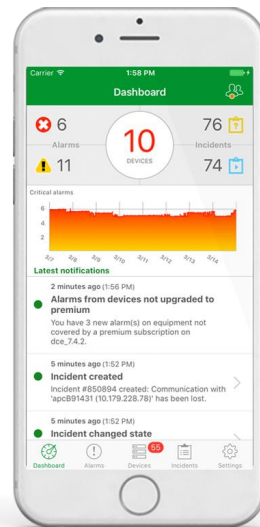 Carrier 1:58 PM
Dashboard
6
Alarms
11
10
DEVICES
76
Incidents
74
Critical alarms
6
4
2
3/7 3/8 3/9 3/10 3/11 3/12 3/13 3/14
Latest notifications
2 minutes ago (1:56 PM)
Alarms from devices not upgraded to
premium
You have 3 new alarm(s) on equipment not
covered by a premium subscription on
dce_7.4.2.
5 minutes ago (1:52 PM)
Incident created
Incident #850894 created: Communication with
'apcB91431 (10.179.228.78)' has been lost.
5 minutes ago (1:52 PM)
Incident changed state
55
Dashboard Alarms Devices Incidents Settings